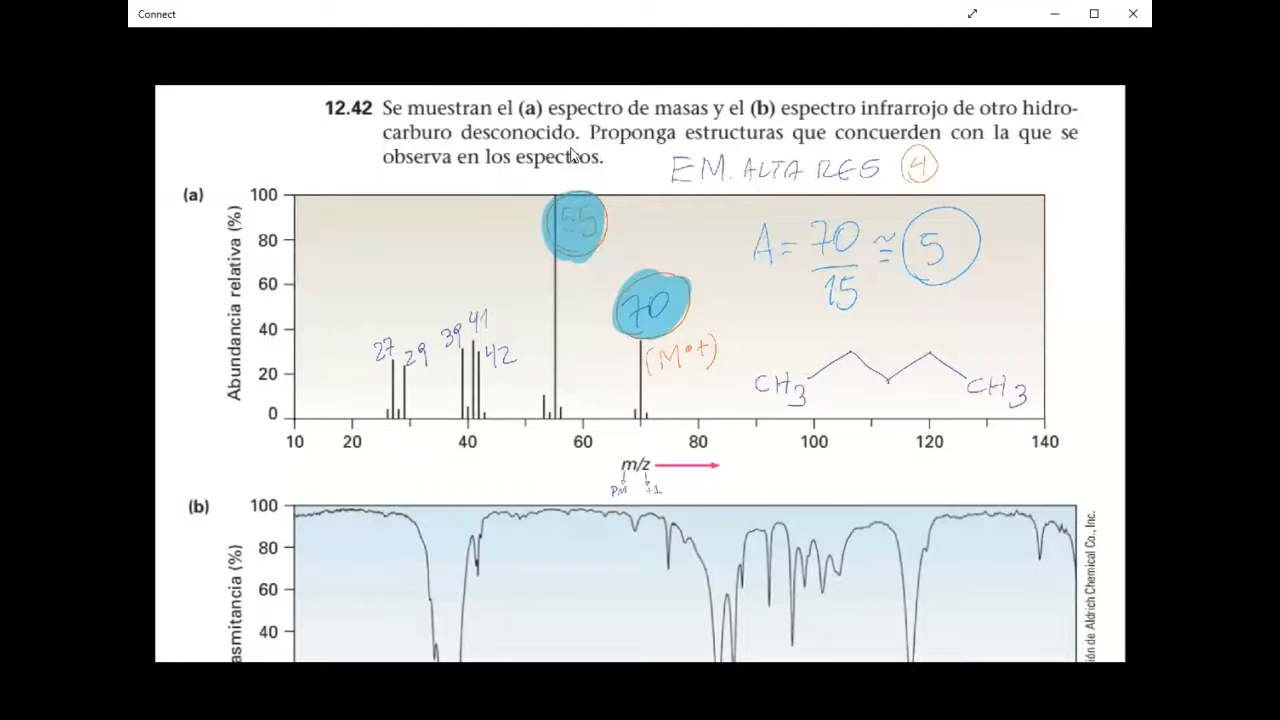 Connect
12.42 Se muestran el (a) espectro de masas y el (b) espectro infrarrojo de otro hidro-
carburo desconocido. Proponga estructuras que concuerden con la que se
observa en los espectros.
EM. ALTA RES 4
(a)
Abundancia relativa (%)
100
80
60
40
20
0
55
70
(M•+)
27
29
39
41
42
A = 70/15 ≅ 5
CH3 CH3
10 20 40 60 80 100 120 140
m/z
PM +1
(b)
asmitancia (%)
100
80
60
40
ión de Aldrich Chemical Co., Inc.